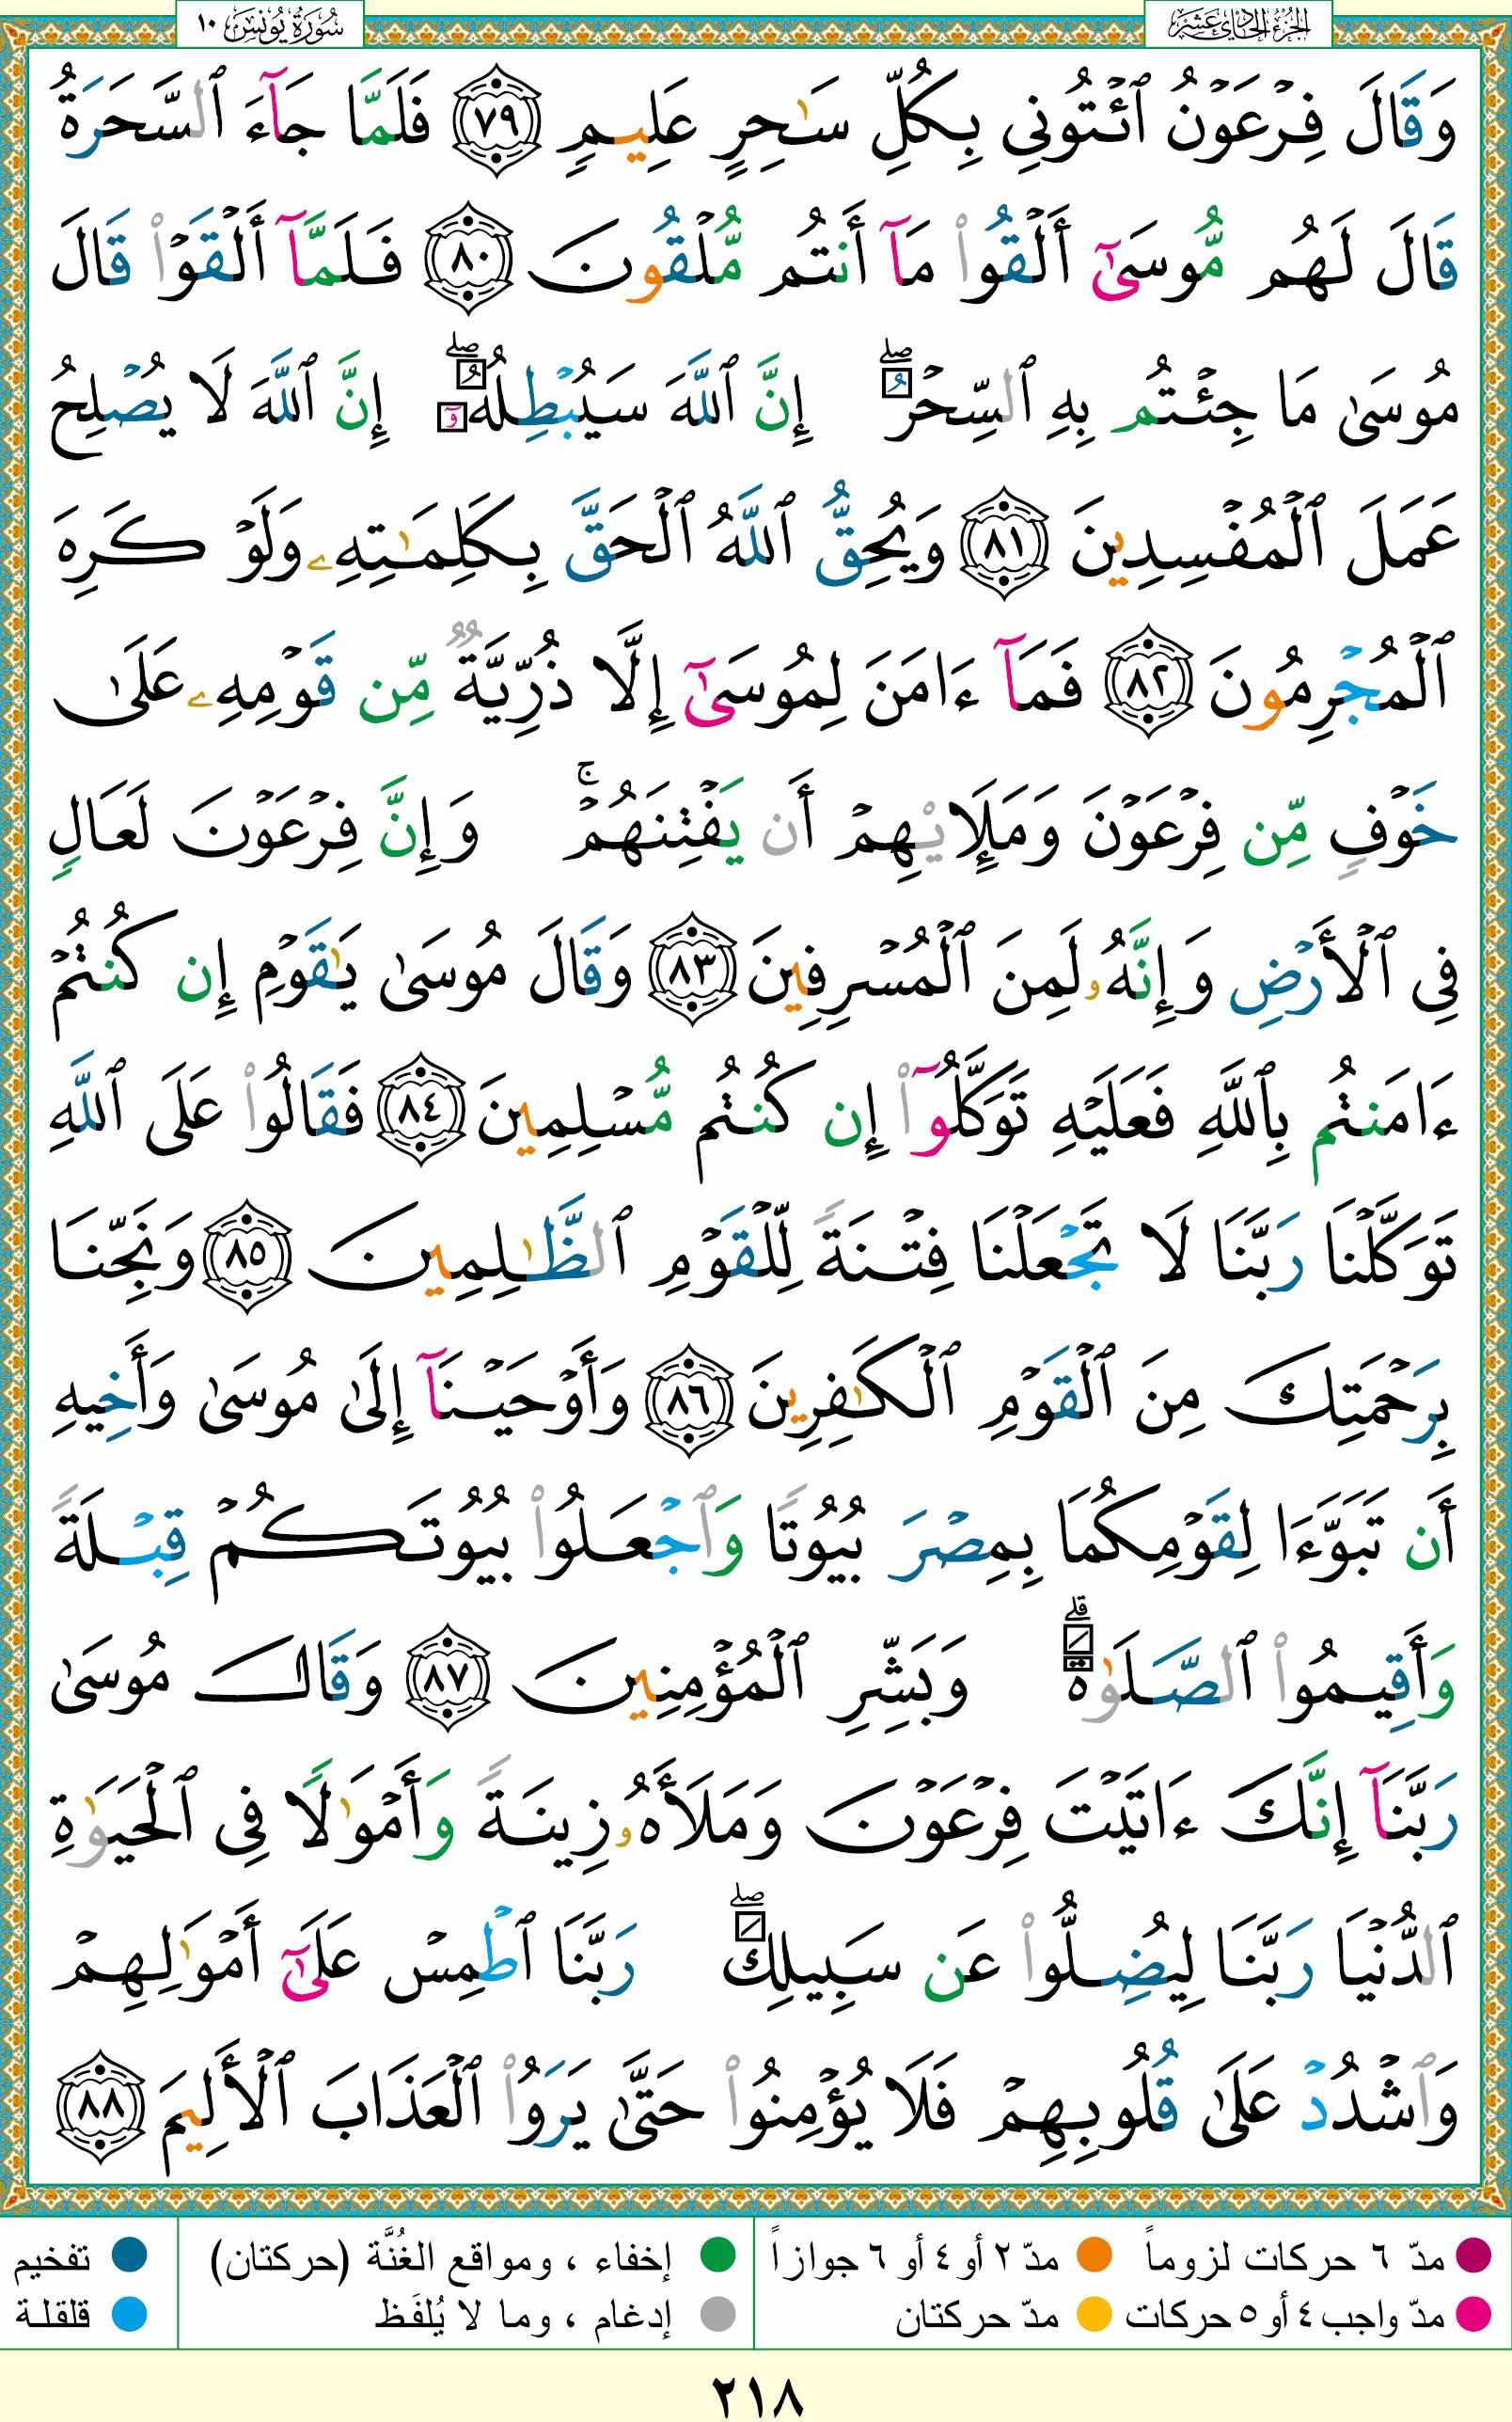 الجزء الحادي عشر
سورة يونس ١٠
وَقَالَ فِرْعَوْنُ ٱئْتُونِى بِكُلِّ سَـٰحِرٍ عَلِيمٍ ﴿٧٩﴾ فَلَمَّا جَآءَ ٱلسَّحَرَةُ
قَالَ لَهُم مُّوسَىٰٓ أَلْقُوا۟ مَآ أَنتُم مُّلْقُونَ ﴿٨٠﴾ فَلَمَّآ أَلْقَوْا۟ قَالَ
مُوسَىٰ مَا جِئْتُم بِهِ ٱلسِّحْرُ ۖ إِنَّ ٱللَّهَ سَيُبْطِلُهُۥٓ ۖ إِنَّ ٱللَّهَ لَا يُصْلِحُ
عَمَلَ ٱلْمُفْسِدِينَ ﴿٨١﴾ وَيُحِقُّ ٱللَّهُ ٱلْحَقَّ بِكَلِمَـٰتِهِۦ وَلَوْ كَرِهَ
ٱلْمُجْرِمُونَ ﴿٨٢﴾ فَمَآ ءَامَنَ لِمُوسَىٰٓ إِلَّا ذُرِّيَّةٌ مِّن قَوْمِهِۦ عَلَىٰ
خَوْفٍ مِّن فِرْعَوْنَ وَمَلَإِي۟هِمْ أَن يَفْتِنَهُمْ ۚ وَإِنَّ فِرْعَوْنَ لَعَالٍ
فِى ٱلْأَرْضِ وَإِنَّهُۥ لَمِنَ ٱلْمُسْرِفِينَ ﴿٨٣﴾ وَقَالَ مُوسَىٰ يَـٰقَوْمِ إِن كُنتُمْ
ءَامَنتُم بِٱللَّهِ فَعَلَيْهِ تَوَكَّلُوٓا۟ إِن كُنتُم مُّسْلِمِينَ ﴿٨٤﴾ فَقَالُوا۟ عَلَى ٱللَّهِ
تَوَكَّلْنَا رَبَّنَا لَا تَجْعَلْنَا فِتْنَةً لِّلْقَوْمِ ٱلظَّـٰلِمِينَ ﴿٨٥﴾ وَنَجِّنَا
بِرَحْمَتِكَ مِنَ ٱلْقَوْمِ ٱلْكَـٰفِرِينَ ﴿٨٦﴾ وَأَوْحَيْنَآ إِلَىٰ مُوسَىٰ وَأَخِيهِ
أَن تَبَوَّءَا لِقَوْمِكُمَا بِمِصْرَ بُيُوتًا وَٱجْعَلُوا۟ بُيُوتَكُمْ قِبْلَةً
وَأَقِيمُوا۟ ٱلصَّلَوٰةَ ۗ وَبَشِّرِ ٱلْمُؤْمِنِينَ ﴿٨٧﴾ وَقَالَ مُوسَىٰ
رَبَّنَآ إِنَّكَ ءَاتَيْتَ فِرْعَوْنَ وَمَلَأَهُۥ زِينَةً وَأَمْوَٰلًا فِى ٱلْحَيَوٰةِ
ٱلدُّنْيَا رَبَّنَا لِيُضِلُّوا۟ عَن سَبِيلِكَ ۖ رَبَّنَا ٱطْمِسْ عَلَىٰٓ أَمْوَٰلِهِمْ
وَٱشْدُدْ عَلَىٰ قُلُوبِهِمْ فَلَا يُؤْمِنُوا۟ حَتَّىٰ يَرَوُا۟ ٱلْعَذَابَ ٱلْأَلِيمَ ﴿٨٨﴾
مدّ ٦ حركات لزوماً
مدّ ٢ أو ٤ أو ٦ جوازاً
إخفاء ، ومواقع الغُنَّة (حركتان)
تفخيم
مدّ واجب ٤ أو ٥ حركات
مدّ حركتان
إدغام ، وما لا يُلفَظ
قلقلة
٢١٨